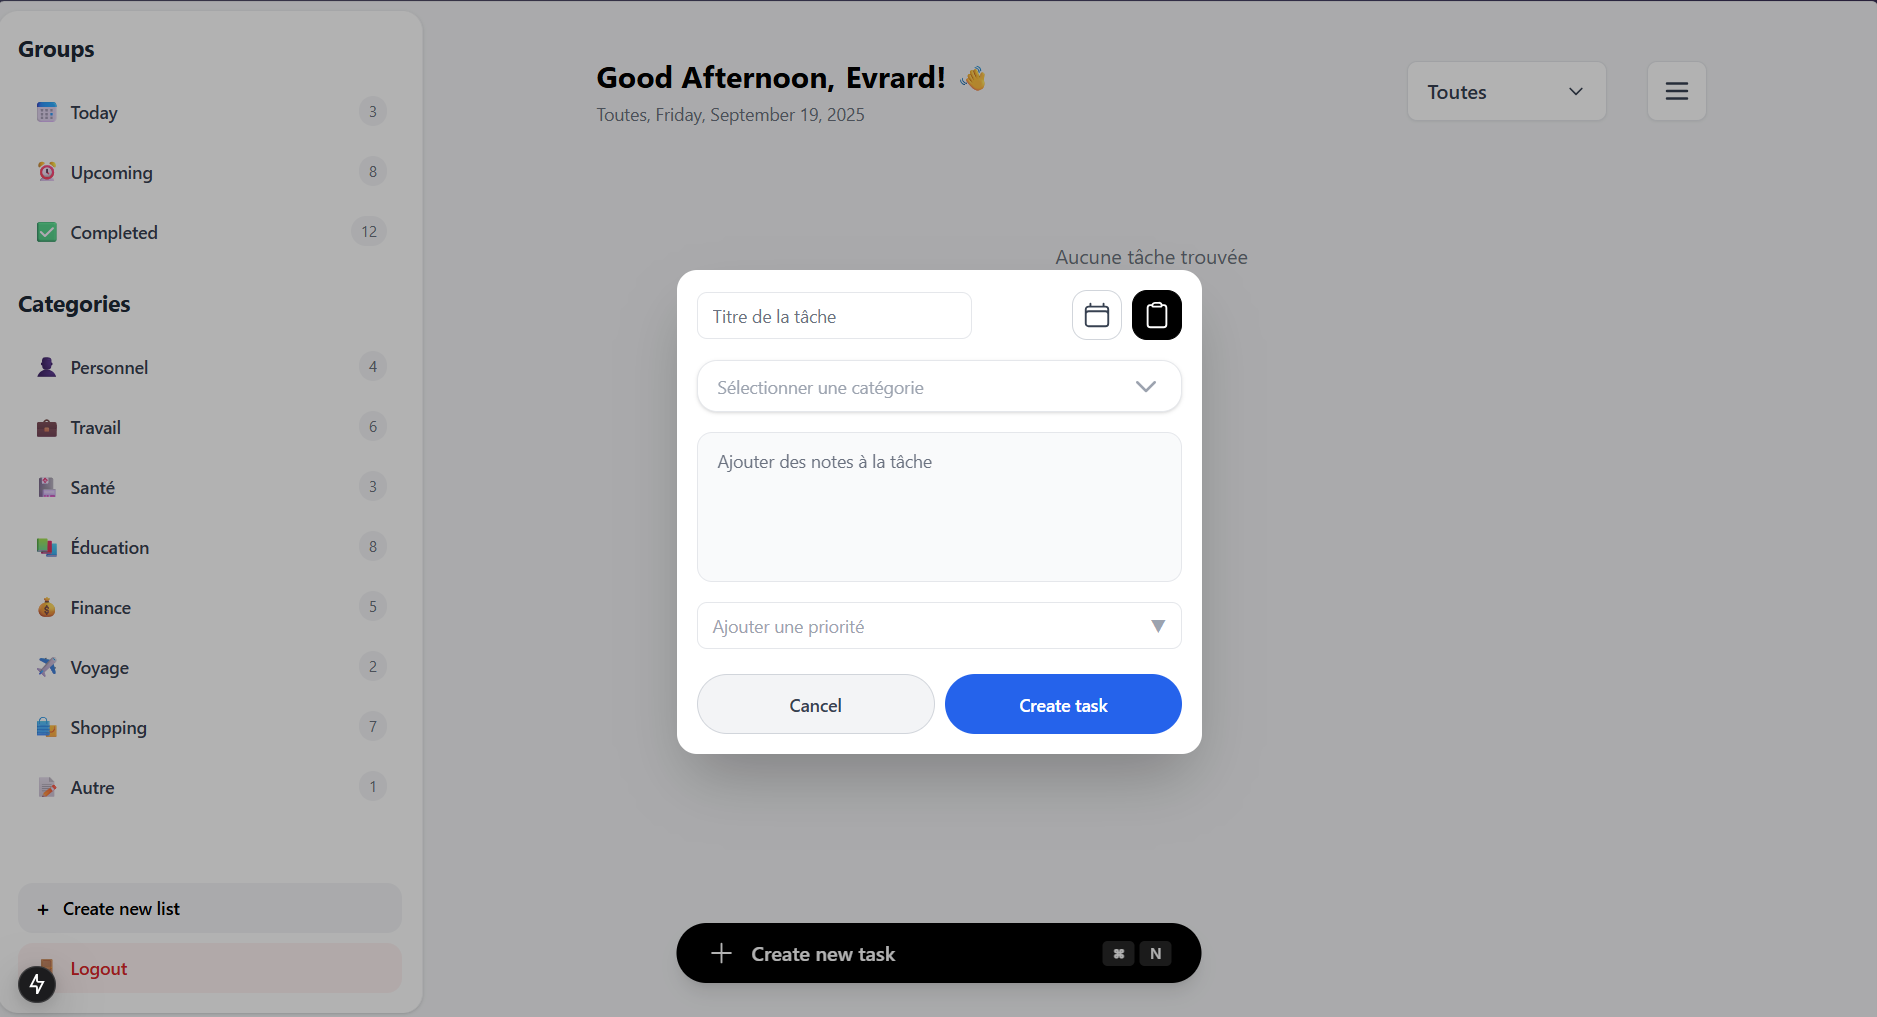 Groups
Today 3
Upcoming 8
Completed 12
Categories
Personnel 4
Travail 6
Santé 3
Éducation 8
Finance 5
Voyage 2
Shopping 7
Autre 1
+ Create new list
Logout
Good Afternoon, Evrard! 👋
Toutes, Friday, September 19, 2025
Toutes
Aucune tâche trouvée
Titre de la tâche
Sélectionner une catégorie
Ajouter des notes à la tâche
Ajouter une priorité
Cancel
Create task
Create new task ⌘ N